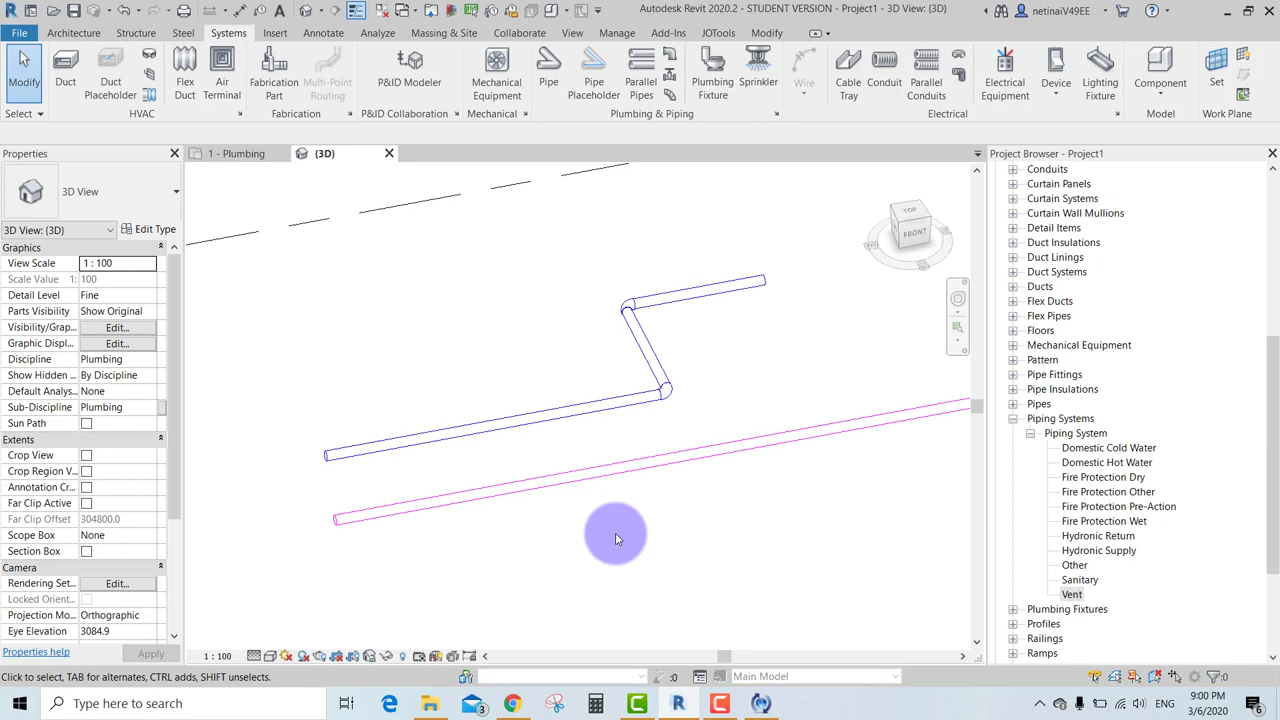 Autodesk Revit 2020.2 - STUDENT VERSION - Project1 - 3D View: {3D}
netinaiV49EE
File Architecture Structure Steel Systems Insert Annotate Analyze Massing & Site Collaborate View Manage Add-Ins JOTools Modify
Modify
Duct
Duct
Placeholder
Flex
Duct
Air
Terminal
Fabrication
Part
Multi-Point
Routing
P&ID Modeler
Mechanical
Equipment
Pipe
Pipe
Placeholder
Parallel
Pipes
Plumbing
Fixture
Sprinkler
Wire
Cable
Tray
Conduit
Parallel
Conduits
Electrical
Equipment
Device
Lighting
Fixture
Component
Set
Select HVAC Fabrication P&ID Collaboration Mechanical Plumbing & Piping Electrical Model Work Plane
Properties
1 - Plumbing
{3D}
Project Browser - Project1
3D View
3D View: {3D}
Edit Type
Graphics
View Scale 1 : 100
Scale Value 1: 100
Detail Level Fine
Parts Visibility Show Original
Visibility/Grap... Edit...
Graphic Displ... Edit...
Discipline Plumbing
Show Hidden ... By Discipline
Default Analys... None
Sub-Discipline Plumbing
Sun Path
Extents
Crop View
Crop Region V...
Annotation Cr...
Far Clip Active
Far Clip Offset 304800.0
Scope Box None
Section Box
Camera
Rendering Set... Edit...
Locked Orient...
Projection Mo... Orthographic
Eye Elevation 3084.9
Properties help
Apply
TOP
FRONT
Conduits
Curtain Panels
Curtain Systems
Curtain Wall Mullions
Detail Items
Duct Insulations
Duct Linings
Duct Systems
Ducts
Flex Ducts
Flex Pipes
Floors
Mechanical Equipment
Pattern
Pipe Fittings
Pipe Insulations
Pipes
Piping Systems
Piping System
Domestic Cold Water
Domestic Hot Water
Fire Protection Dry
Fire Protection Other
Fire Protection Pre-Action
Fire Protection Wet
Hydronic Return
Hydronic Supply
Other
Sanitary
Vent
Plumbing Fixtures
Profiles
Railings
Ramps
1 : 100
Click to select, TAB for alternates, CTRL adds, SHIFT unselects.
:0
Main Model
:0
Type here to search
3
ENG
9:00 PM
3/6/2020
6